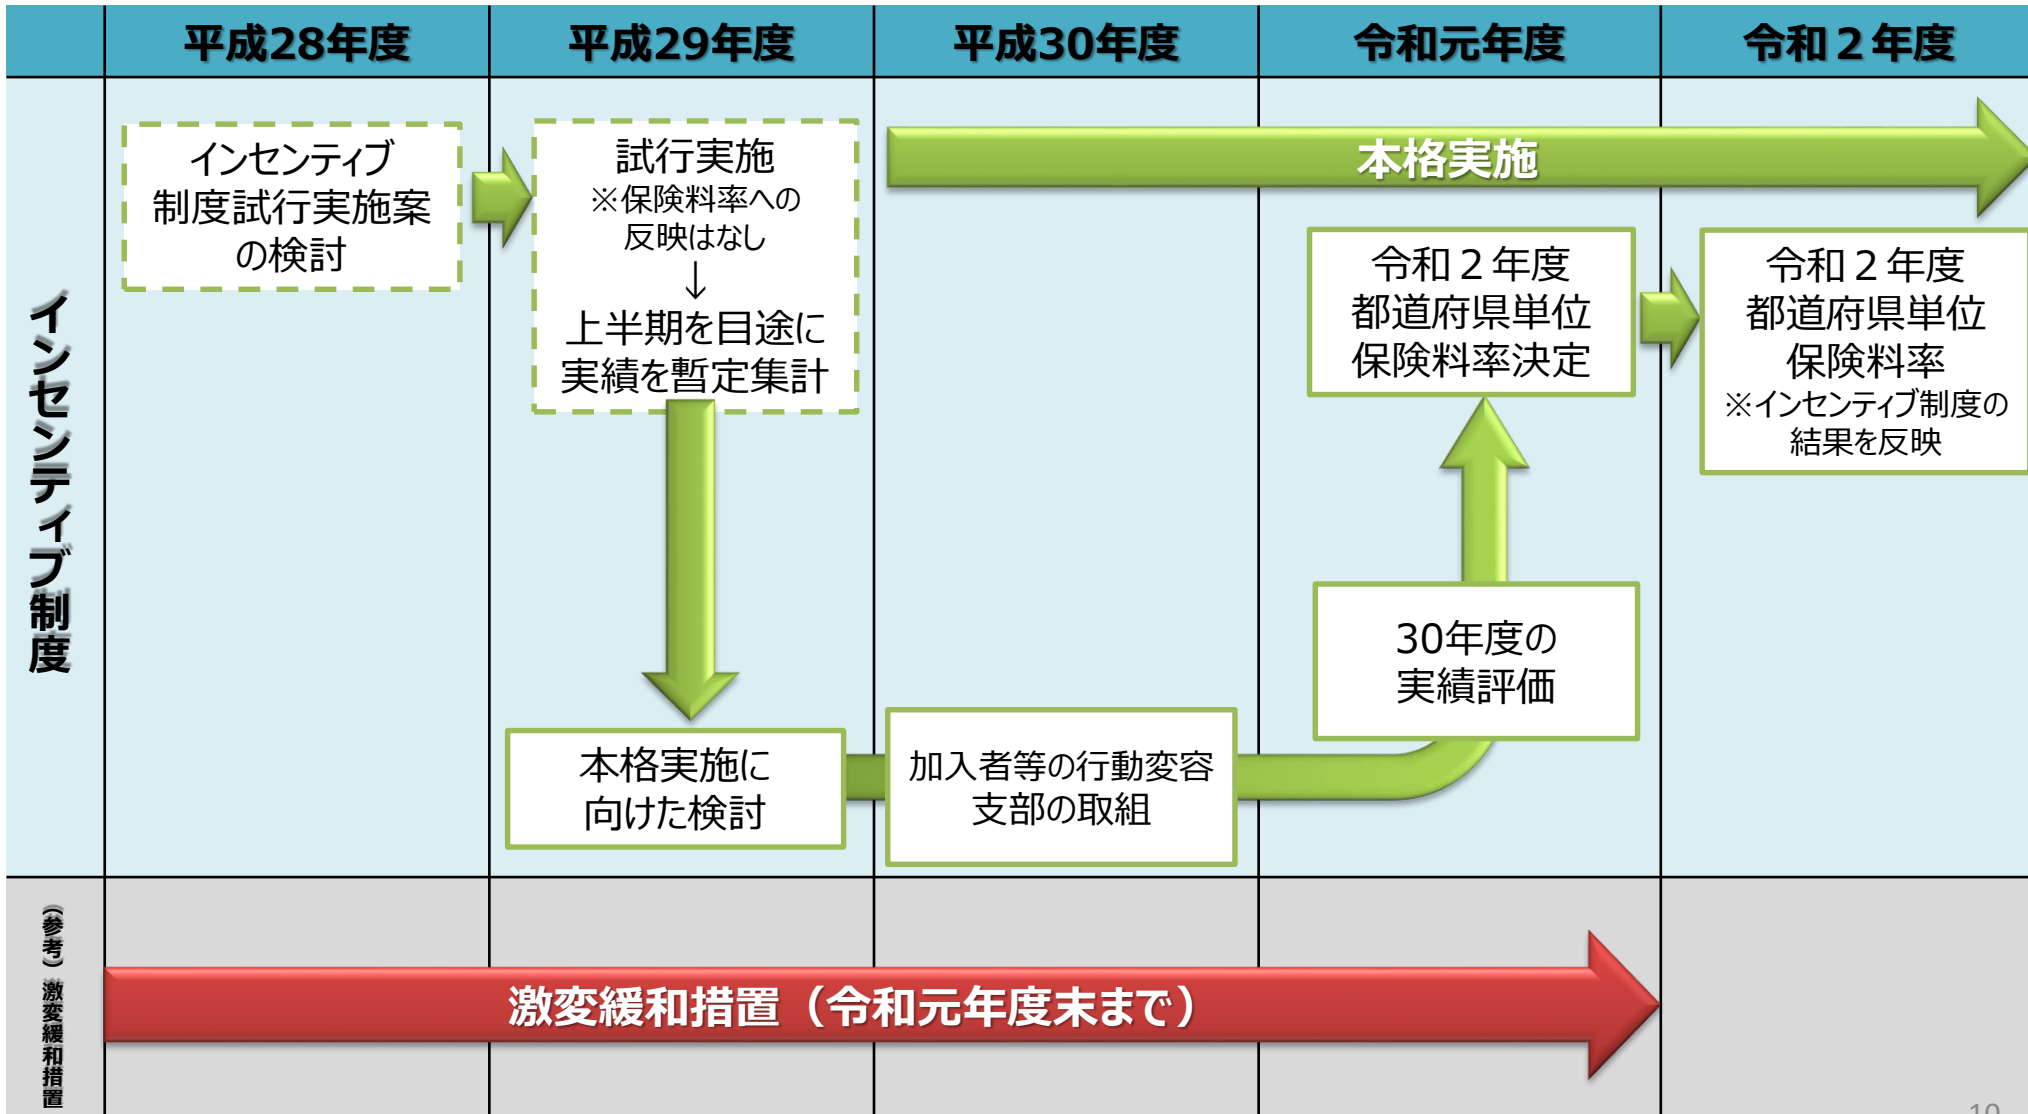 平成28年度
平成29年度
平成30年度
令和元年度
令和２年度
インセンティブ制度
インセンティブ
制度試行実施案
の検討
試行実施
※保険料率への
反映はなし
↓
上半期を目途に
実績を暫定集計
本格実施に
向けた検討
本格実施
加入者等の行動変容
支部の取組
30年度の
実績評価
令和２年度
都道府県単位
保険料率決定
令和２年度
都道府県単位
保険料率
※インセンティブ制度の
結果を反映
（参考）激変緩和措置
激変緩和措置（令和元年度末まで）
10